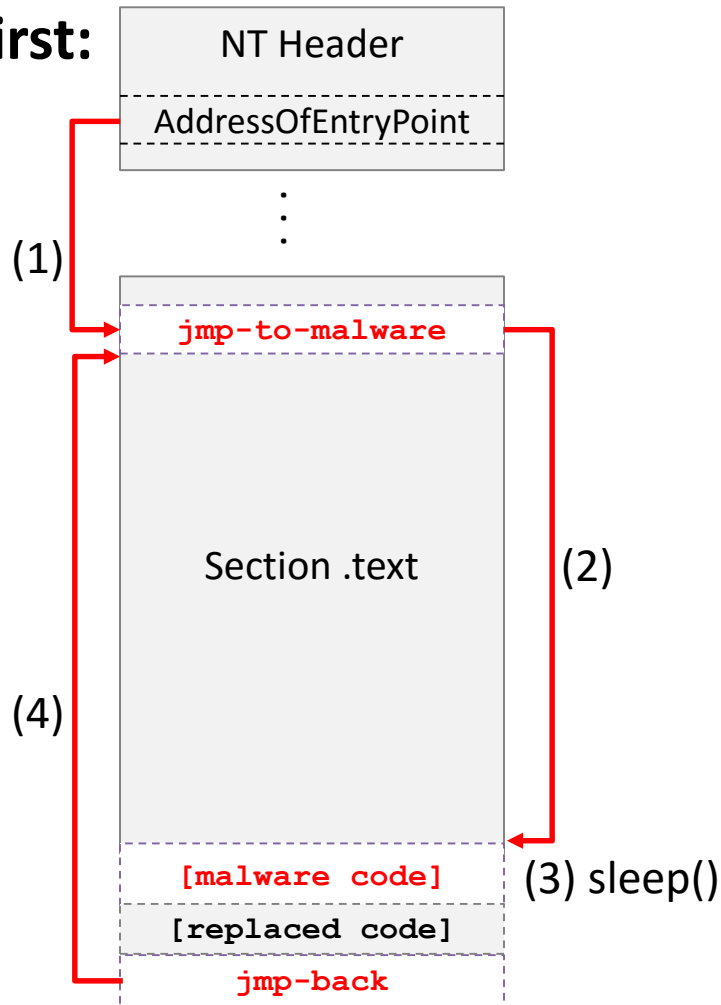 irst:
NT Header
AddressOfEntryPoint
(1)
jmp-to-malware
Section .text
(2)
(4)
[malware code]
(3) sleep()
[replaced code]
jmp-back